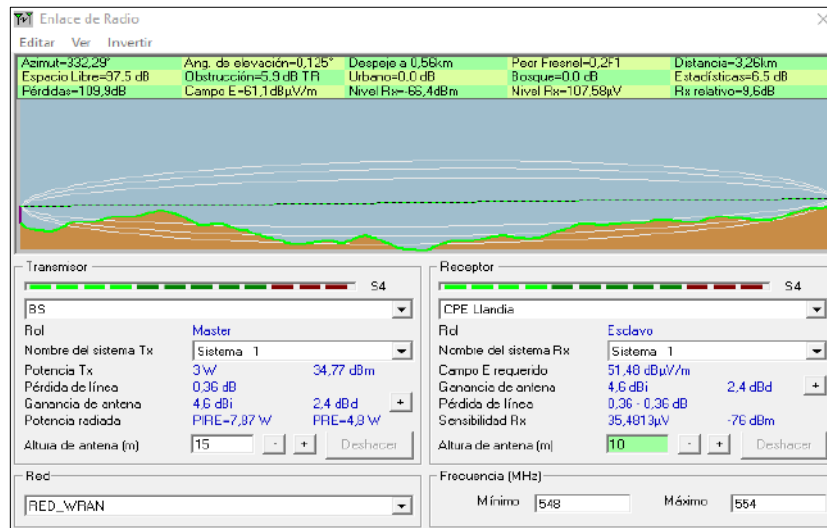 Enlace de Radio
Editar Ver Invertir
Azimut=332,29° Ang. de elevación=0,125° Despeje a 0,56km Peor Fresnel=0,2F1 Distancia=3,26km
Espacio Libre=97.5 dB Obstrucción=5.9 dB TR Urbano=0.0 dB Bosque=0.0 dB Estadísticas=6.5 dB
Pérdidas=109,9dB Campo E=61,1dBµV/m Nivel Rx=-66,4dBm Nivel Rx=107,58µV Rx relativo=9,6dB
Transmisor
S4
BS
Rol Master
Nombre del sistema Tx Sistema 1
Potencia Tx 3 W 34,77 dBm
Pérdida de línea 0,36 dB
Ganancia de antena 4,6 dBi 2,4 dBd +
Potencia radiada PIRE=7,97 W PRE=4,9 W
Altura de antena (m) 15 - + Deshacer
Receptor
S4
CPE Llandia
Rol Esclavo
Nombre del sistema Rx Sistema 1
Campo E requerido 51,48 dBµV/m
Ganancia de antena 4,6 dBi 2,4 dBd +
Pérdida de línea 0,36 - 0,36 dB
Sensibilidad Rx 35,4813µV -76 dBm
Altura de antena (m) 10 - + Deshacer
Red
RED_WRAN
Frecuencia (MHz)
Mínimo 548 Máximo 554